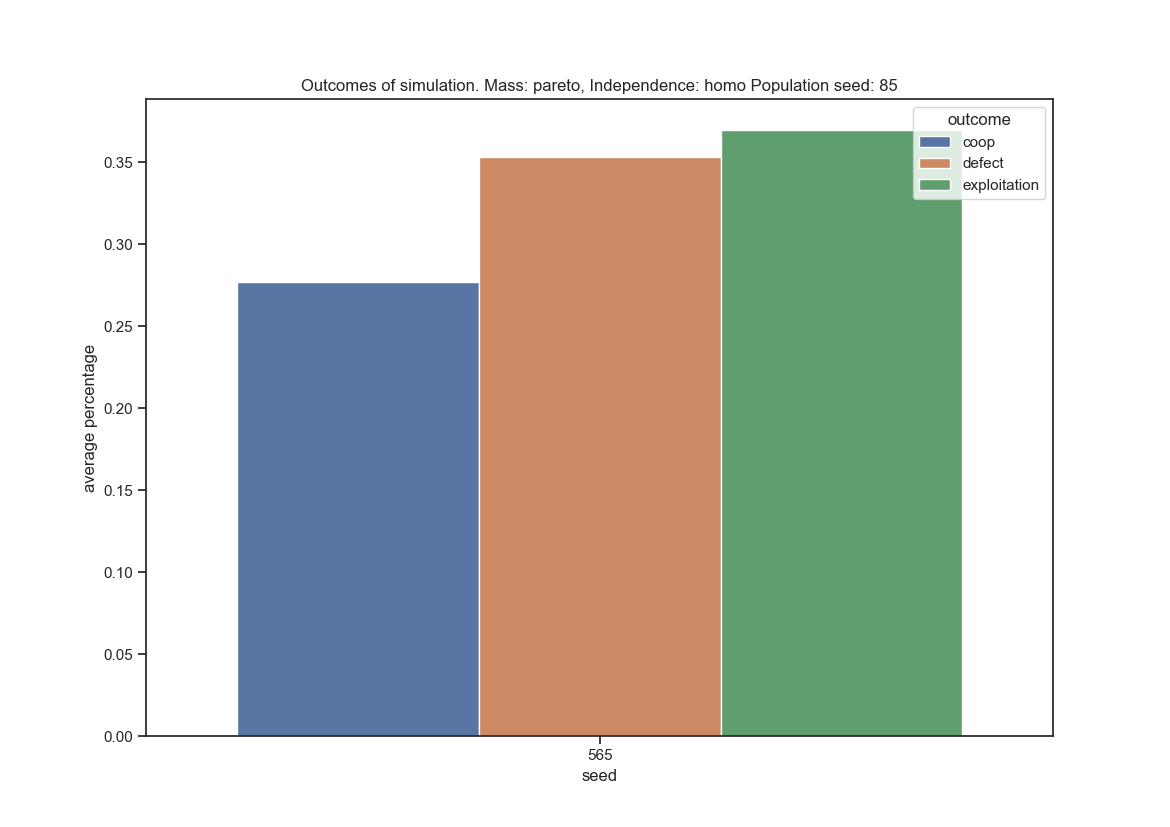 Outcomes of simulation. Mass: pareto, Independence: homo Population seed: 85
outcome
coop
defect
exploitation
0.35
0.30
0.25
0.20
0.15
0.10
0.05
0.00
average percentage
565
seed